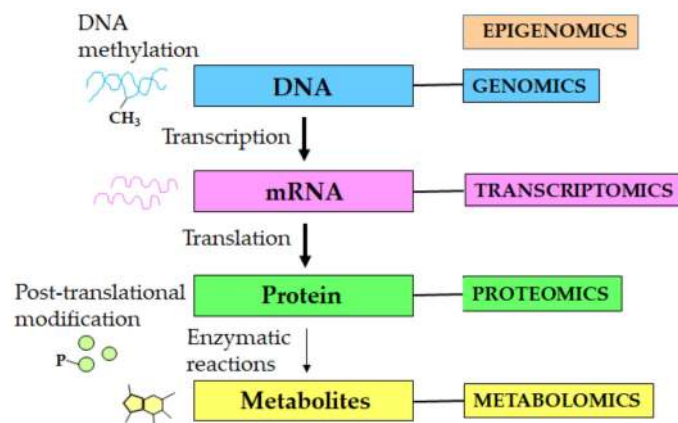 DNA
methylation
EPIGENOMICS
DNA
GENOMICS
CH3
Transcription
mRNA
TRANSCRIPTOMICS
Translation
Post-translational
modification
Protein
PROTEOMICS
P
Enzymatic
reactions
Metabolites
METABOLOMICS